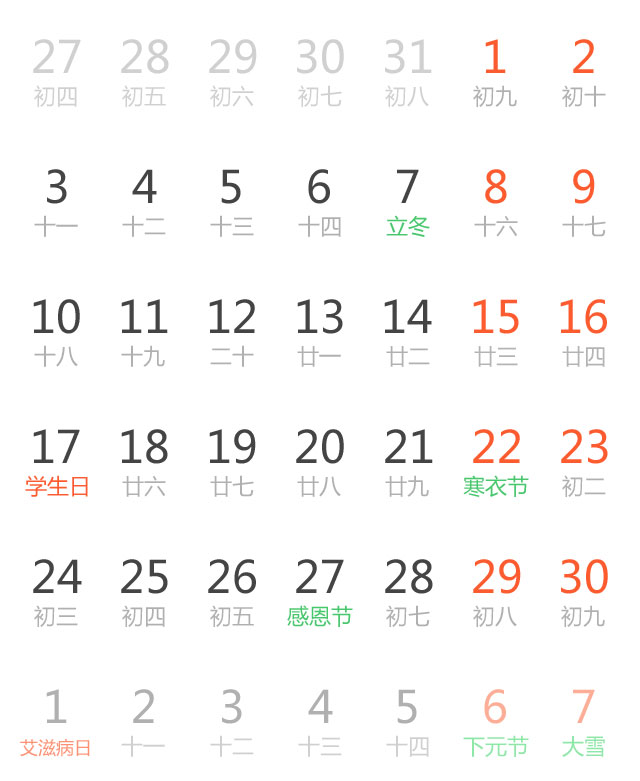 27 28 29 30 31 1 2
初四 初五 初六 初七 初八 初九 初十
3 4 5 6 7 8 9
十一 十二 十三 十四 立冬 十六 十七
10 11 12 13 14 15 16
十八 十九 二十 廿一 廿二 廿三 廿四
17 18 19 20 21 22 23
学生日 廿六 廿七 廿八 廿九 寒衣节 初二
24 25 26 27 28 29 30
初三 初四 初五 感恩节 初七 初八 初九
1 2 3 4 5 6 7
艾滋病日 十一 十二 十三 十四 下元节 大雪